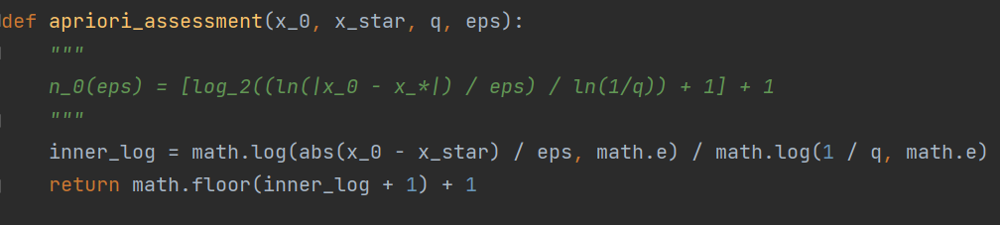 def apriori_assessment(x_0, x_star, q, eps):
    """
    n_0(eps) = [log_2((ln(|x_0 - x_*|) / eps) / ln(1/q)) + 1] + 1
    """
    inner_log = math.log(abs(x_0 - x_star) / eps, math.e) / math.log(1 / q, math.e)
    return math.floor(inner_log + 1) + 1